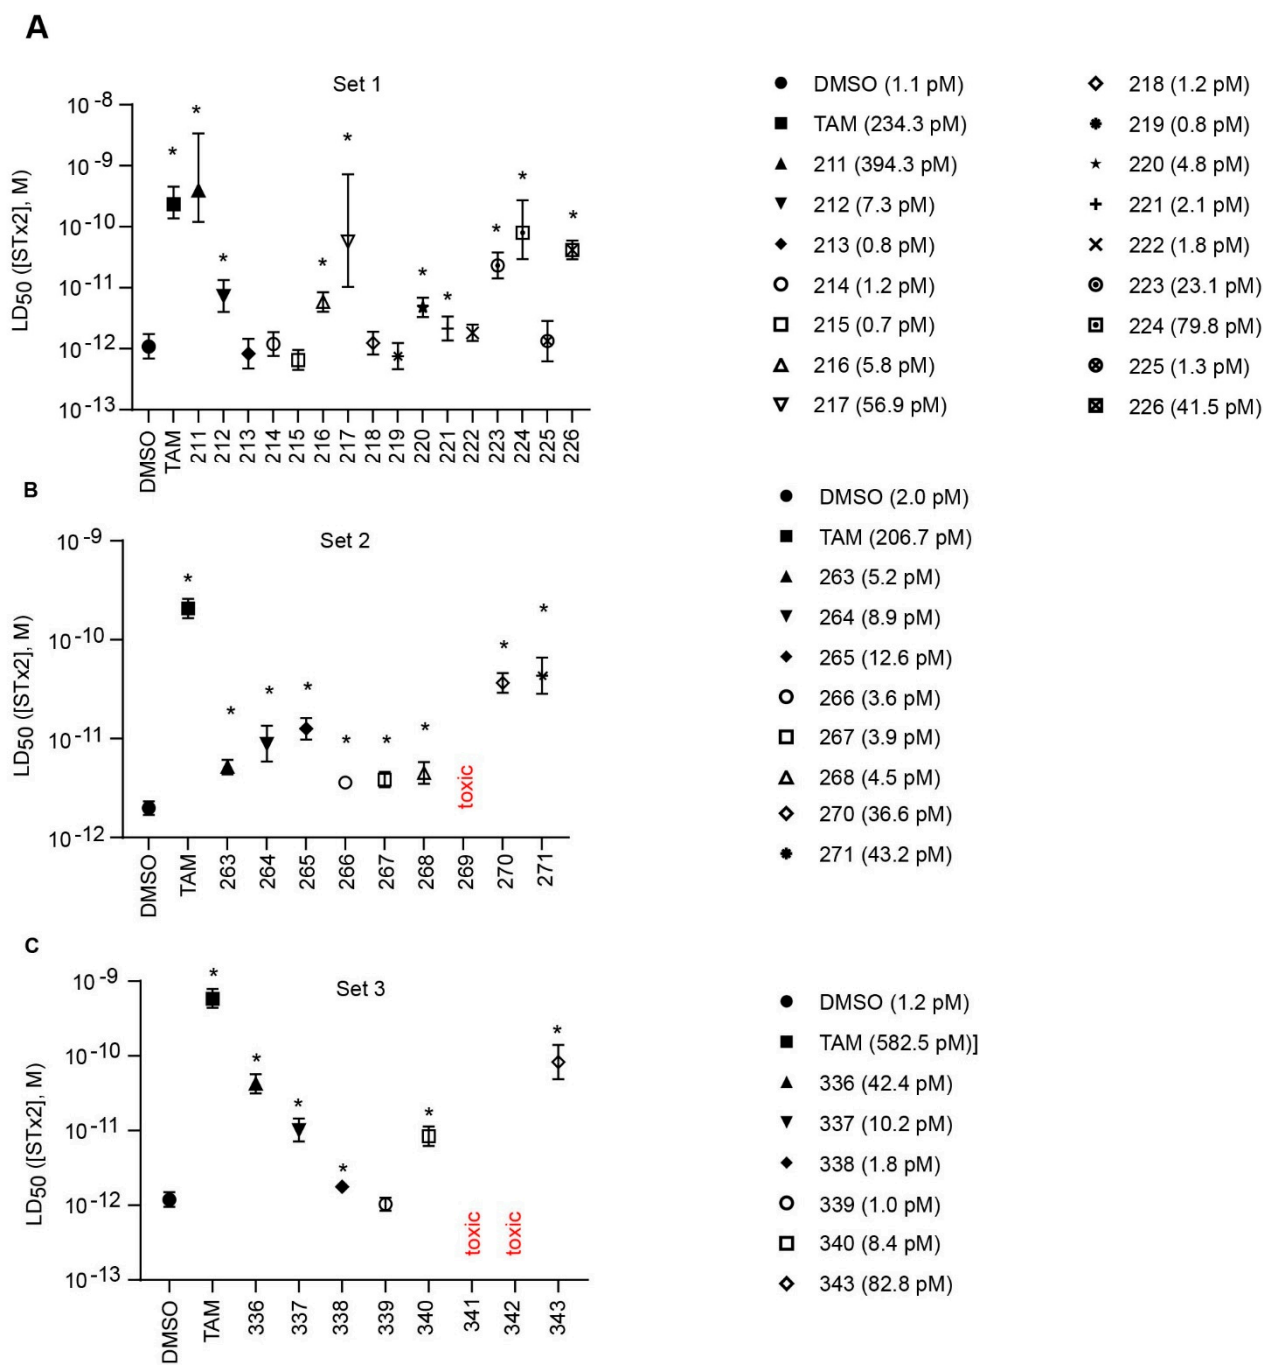 A
Set 1
LD50 ([STx2], M)
10-8
10-9
10-10
10-11
10-12
10-13
DMSO
TAM
211
212
213
214
215
216
217
218
219
220
221
222
223
224
225
226
* * * * * * * * * *
DMSO (1.1 pM)
TAM (234.3 pM)
211 (394.3 pM)
212 (7.3 pM)
213 (0.8 pM)
214 (1.2 pM)
215 (0.7 pM)
216 (5.8 pM)
217 (56.9 pM)
218 (1.2 pM)
219 (0.8 pM)
220 (4.8 pM)
221 (2.1 pM)
222 (1.8 pM)
223 (23.1 pM)
224 (79.8 pM)
225 (1.3 pM)
226 (41.5 pM)
B
Set 2
LD50 ([STx2], M)
10-9
10-10
10-11
10-12
DMSO
TAM
263
264
265
266
267
268
269
270
271
* * * * * * * * *
toxic
DMSO (2.0 pM)
TAM (206.7 pM)
263 (5.2 pM)
264 (8.9 pM)
265 (12.6 pM)
266 (3.6 pM)
267 (3.9 pM)
268 (4.5 pM)
270 (36.6 pM)
271 (43.2 pM)
C
Set 3
LD50 ([STx2], M)
10-9
10-10
10-11
10-12
10-13
DMSO
TAM
336
337
338
339
340
341
342
343
* * * * * *
toxic
toxic
DMSO (1.2 pM)
TAM (582.5 pM)]
336 (42.4 pM)
337 (10.2 pM)
338 (1.8 pM)
339 (1.0 pM)
340 (8.4 pM)
343 (82.8 pM)